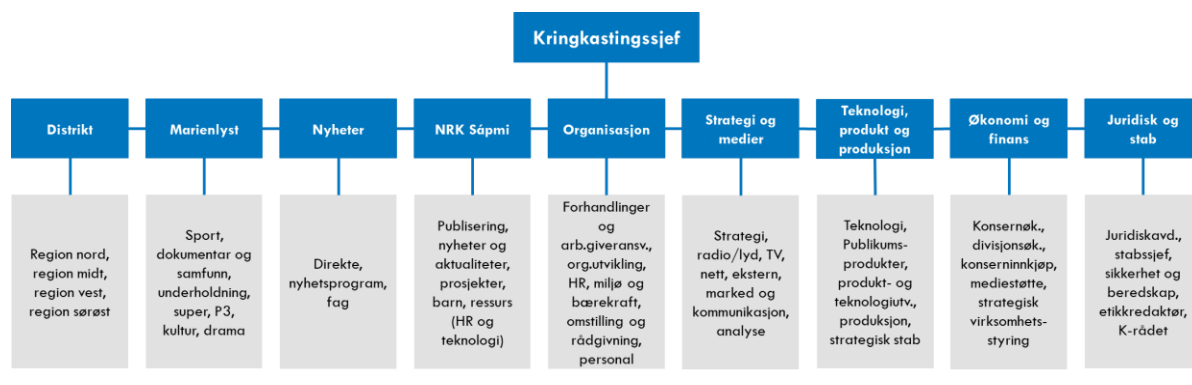 Kringkastingssjef
Distrikt
Marienlyst
Nyheter
NRK Sápmi
Organisasjon
Strategi og
medier
Teknologi,
produkt og
produksjon
Økonomi og
finans
Juridisk og
stab
Region nord,
region midt,
region vest,
region sørøst
Sport,
dokumentar og
samfunn,
underholdning,
super, P3,
kultur, drama
Direkte,
nyhetsprogram,
fag
Publisering,
nyheter og
aktualiteter,
prosjekter,
barn, ressurs
(HR og
teknologi)
Forhandlinger
og
arb.giveransv.,
org.utvikling,
HR, miljø og
bærekraft,
omstilling og
rådgivning,
personal
Strategi,
radio/lyd, TV,
nett, ekstern,
marked og
kommunikasjon,
analyse
Teknologi,
Publikums-
produkter,
produkt- og
teknologiutv.,
produksjon,
strategisk stab
Konsernøk.,
divisjonsøk.,
konserninnkjøp,
mediestøtte,
strategisk
virksomhets-
styring
Juridiskavd.,
stabssjef,
sikkerhet og
beredskap,
etikkredaktør,
K-rådet